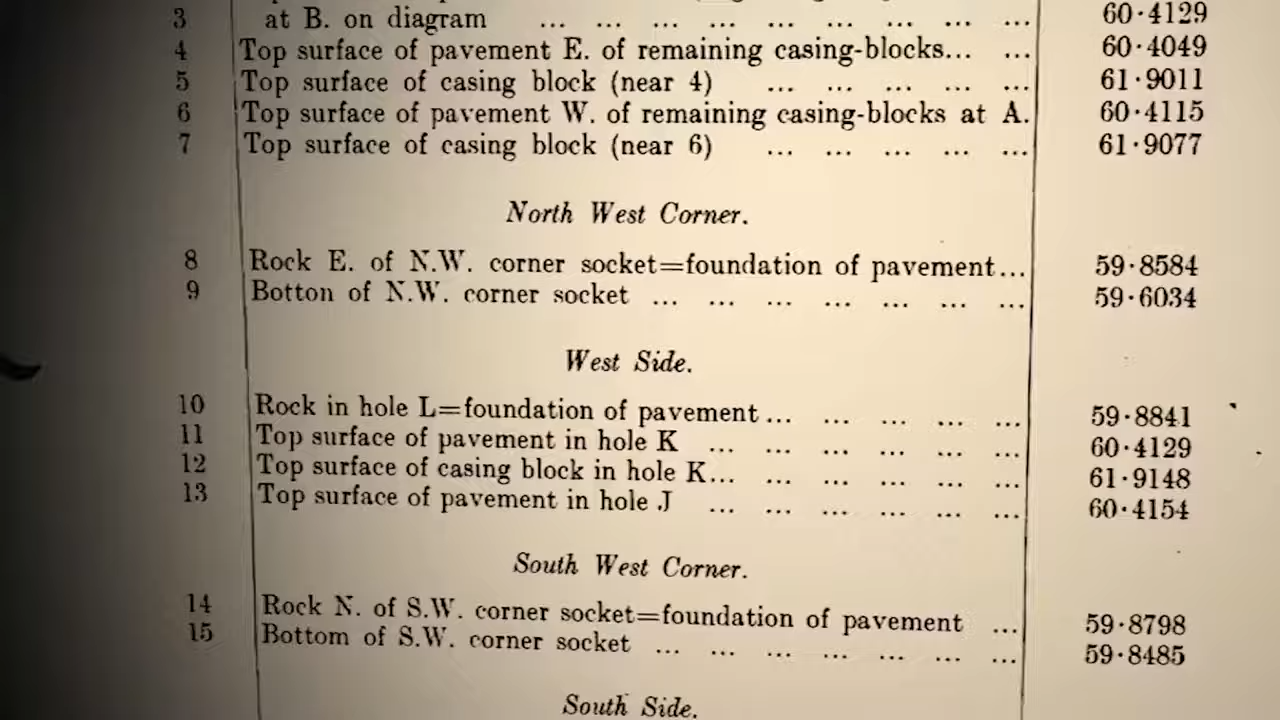 3 at B. on diagram ... ... ... ... ... ... ... ... ... 60·4129
4 Top surface of pavement E. of remaining casing-blocks... ... 60·4049
5 Top surface of casing block (near 4) ... ... ... ... ... 61·9011
6 Top surface of pavement W. of remaining casing-blocks at A. 60·4115
7 Top surface of casing block (near 6) ... ... ... ... ... 61·9077
North West Corner.
8 Rock E. of N.W. corner socket=foundation of pavement... 59·8584
9 Botton of N.W. corner socket ... ... ... ... ... ... ... 59·6034
West Side.
10 Rock in hole L=foundation of pavement... ... ... ... ... 59·8841
11 Top surface of pavement in hole K ... ... ... ... ... ... 60·4129
12 Top surface of casing block in hole K... ... ... ... ... ... 61·9148
13 Top surface of pavement in hole J ... ... ... ... ... ... 60·4154
South West Corner.
14 Rock N. of S.W. corner socket=foundation of pavement ... 59·8798
15 Bottom of S.W. corner socket ... ... ... ... ... ... ... 59·8485
South Side.